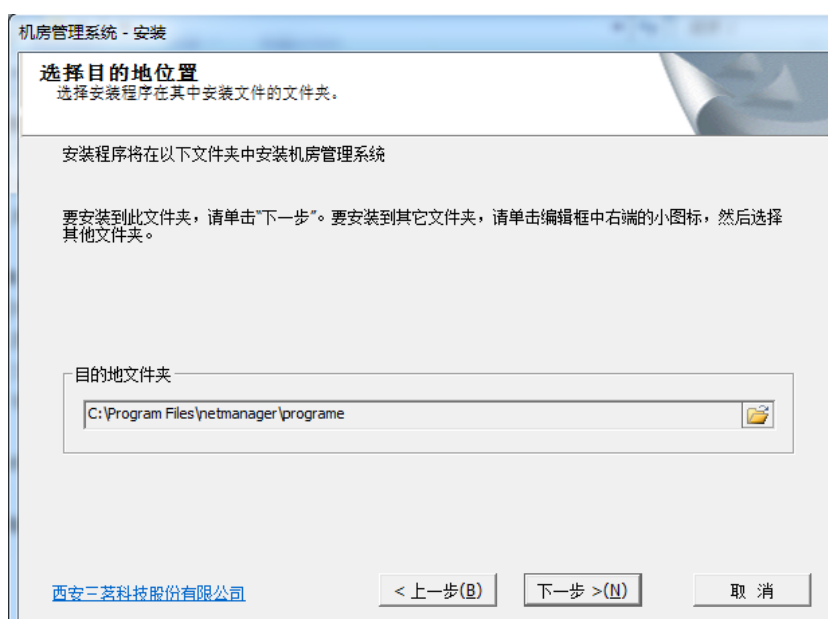 机房管理系统 - 安装
选择目的地位置
选择安装程序在其中安装文件的文件夹。
安装程序将在以下文件夹中安装机房管理系统
要安装到此文件夹，请单击“下一步”。要安装到其它文件夹，请单击编辑框中右端的小图标，然后选择
其他文件夹。
目的地文件夹
C:\Program Files\netmanager\programe
西安三茗科技股份有限公司
< 上一步(B)
下一步 >(N)
取 消